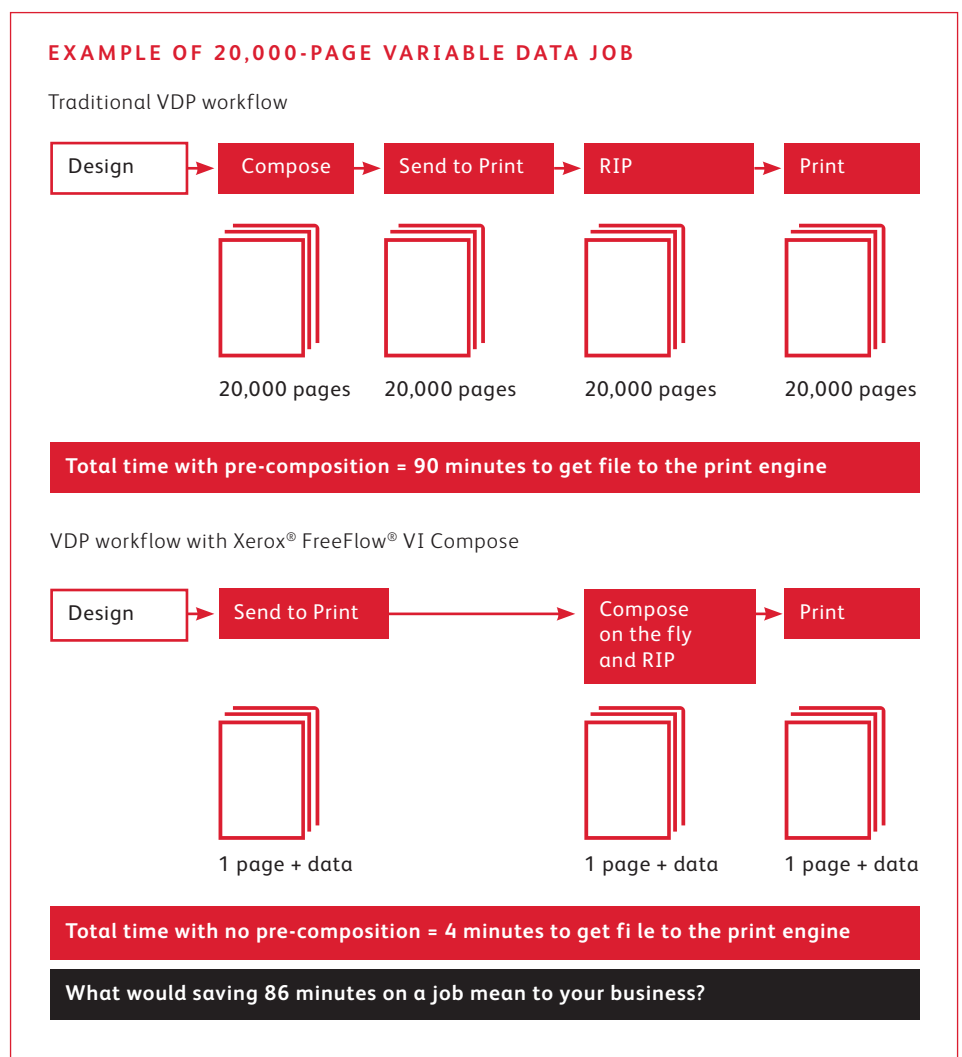 EXAMPLE OF 20,000-PAGE VARIABLE DATA JOB
Traditional VDP workflow
Design
Compose
Send to Print
RIP
Print
20,000 pages
20,000 pages
20,000 pages
20,000 pages
Total time with pre-composition = 90 minutes to get file to the print engine
VDP workflow with Xerox® FreeFlow® VI Compose
Design
Send to Print
Compose
on the fly
and RIP
Print
1 page + data
1 page + data
1 page + data
Total time with no pre-composition = 4 minutes to get fi le to the print engine
What would saving 86 minutes on a job mean to your business?